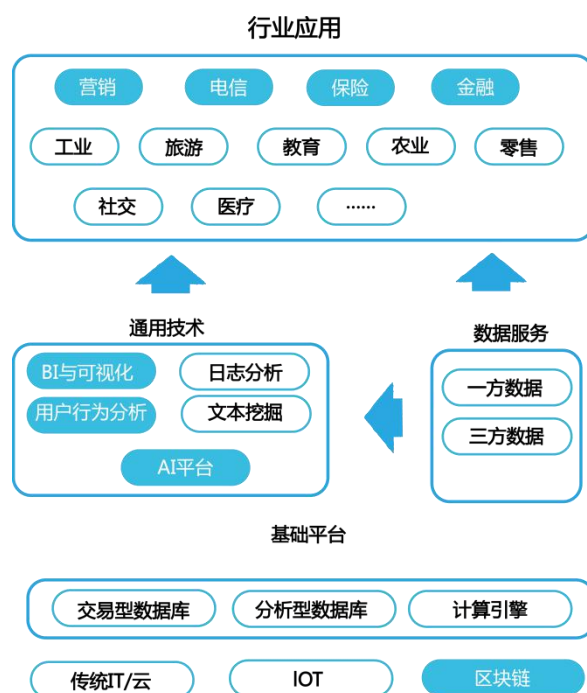 行业应用
营销 电信 保险 金融
工业 旅游 教育 农业 零售
社交 医疗 ······
通用技术
数据服务
BI与可视化 日志分析
用户行为分析 文本挖掘
AI平台
一方数据
三方数据
基础平台
交易型数据库 分析型数据库 计算引擎
传统IT/云 IOT 区块链